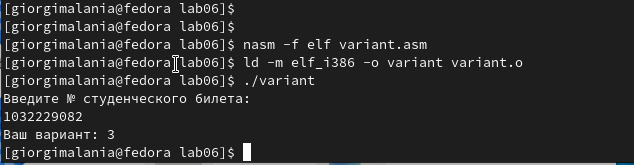 [giorgimalania@fedora lab06]$
[giorgimalania@fedora lab06]$
[giorgimalania@fedora lab06]$ nasm -f elf variant.asm
[giorgimalania@fedora lab06]$ ld -m elf_i386 -o variant variant.o
[giorgimalania@fedora lab06]$ ./variant
Введите № студенческого билета:
1032229082
Ваш вариант: 3
[giorgimalania@fedora lab06]$